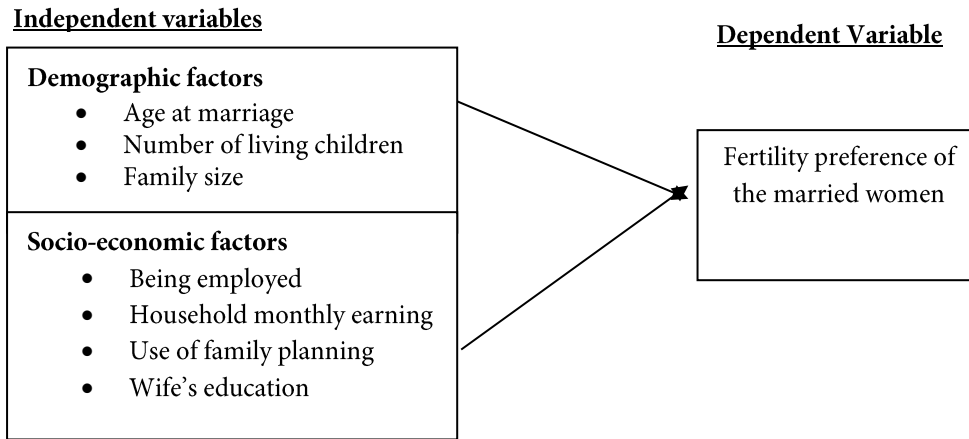 Independent variables
Demographic factors
• Age at marriage
• Number of living children
• Family size
Socio-economic factors
• Being employed
• Household monthly earning
• Use of family planning
• Wife’s education
Dependent Variable
Fertility preference of
the married women